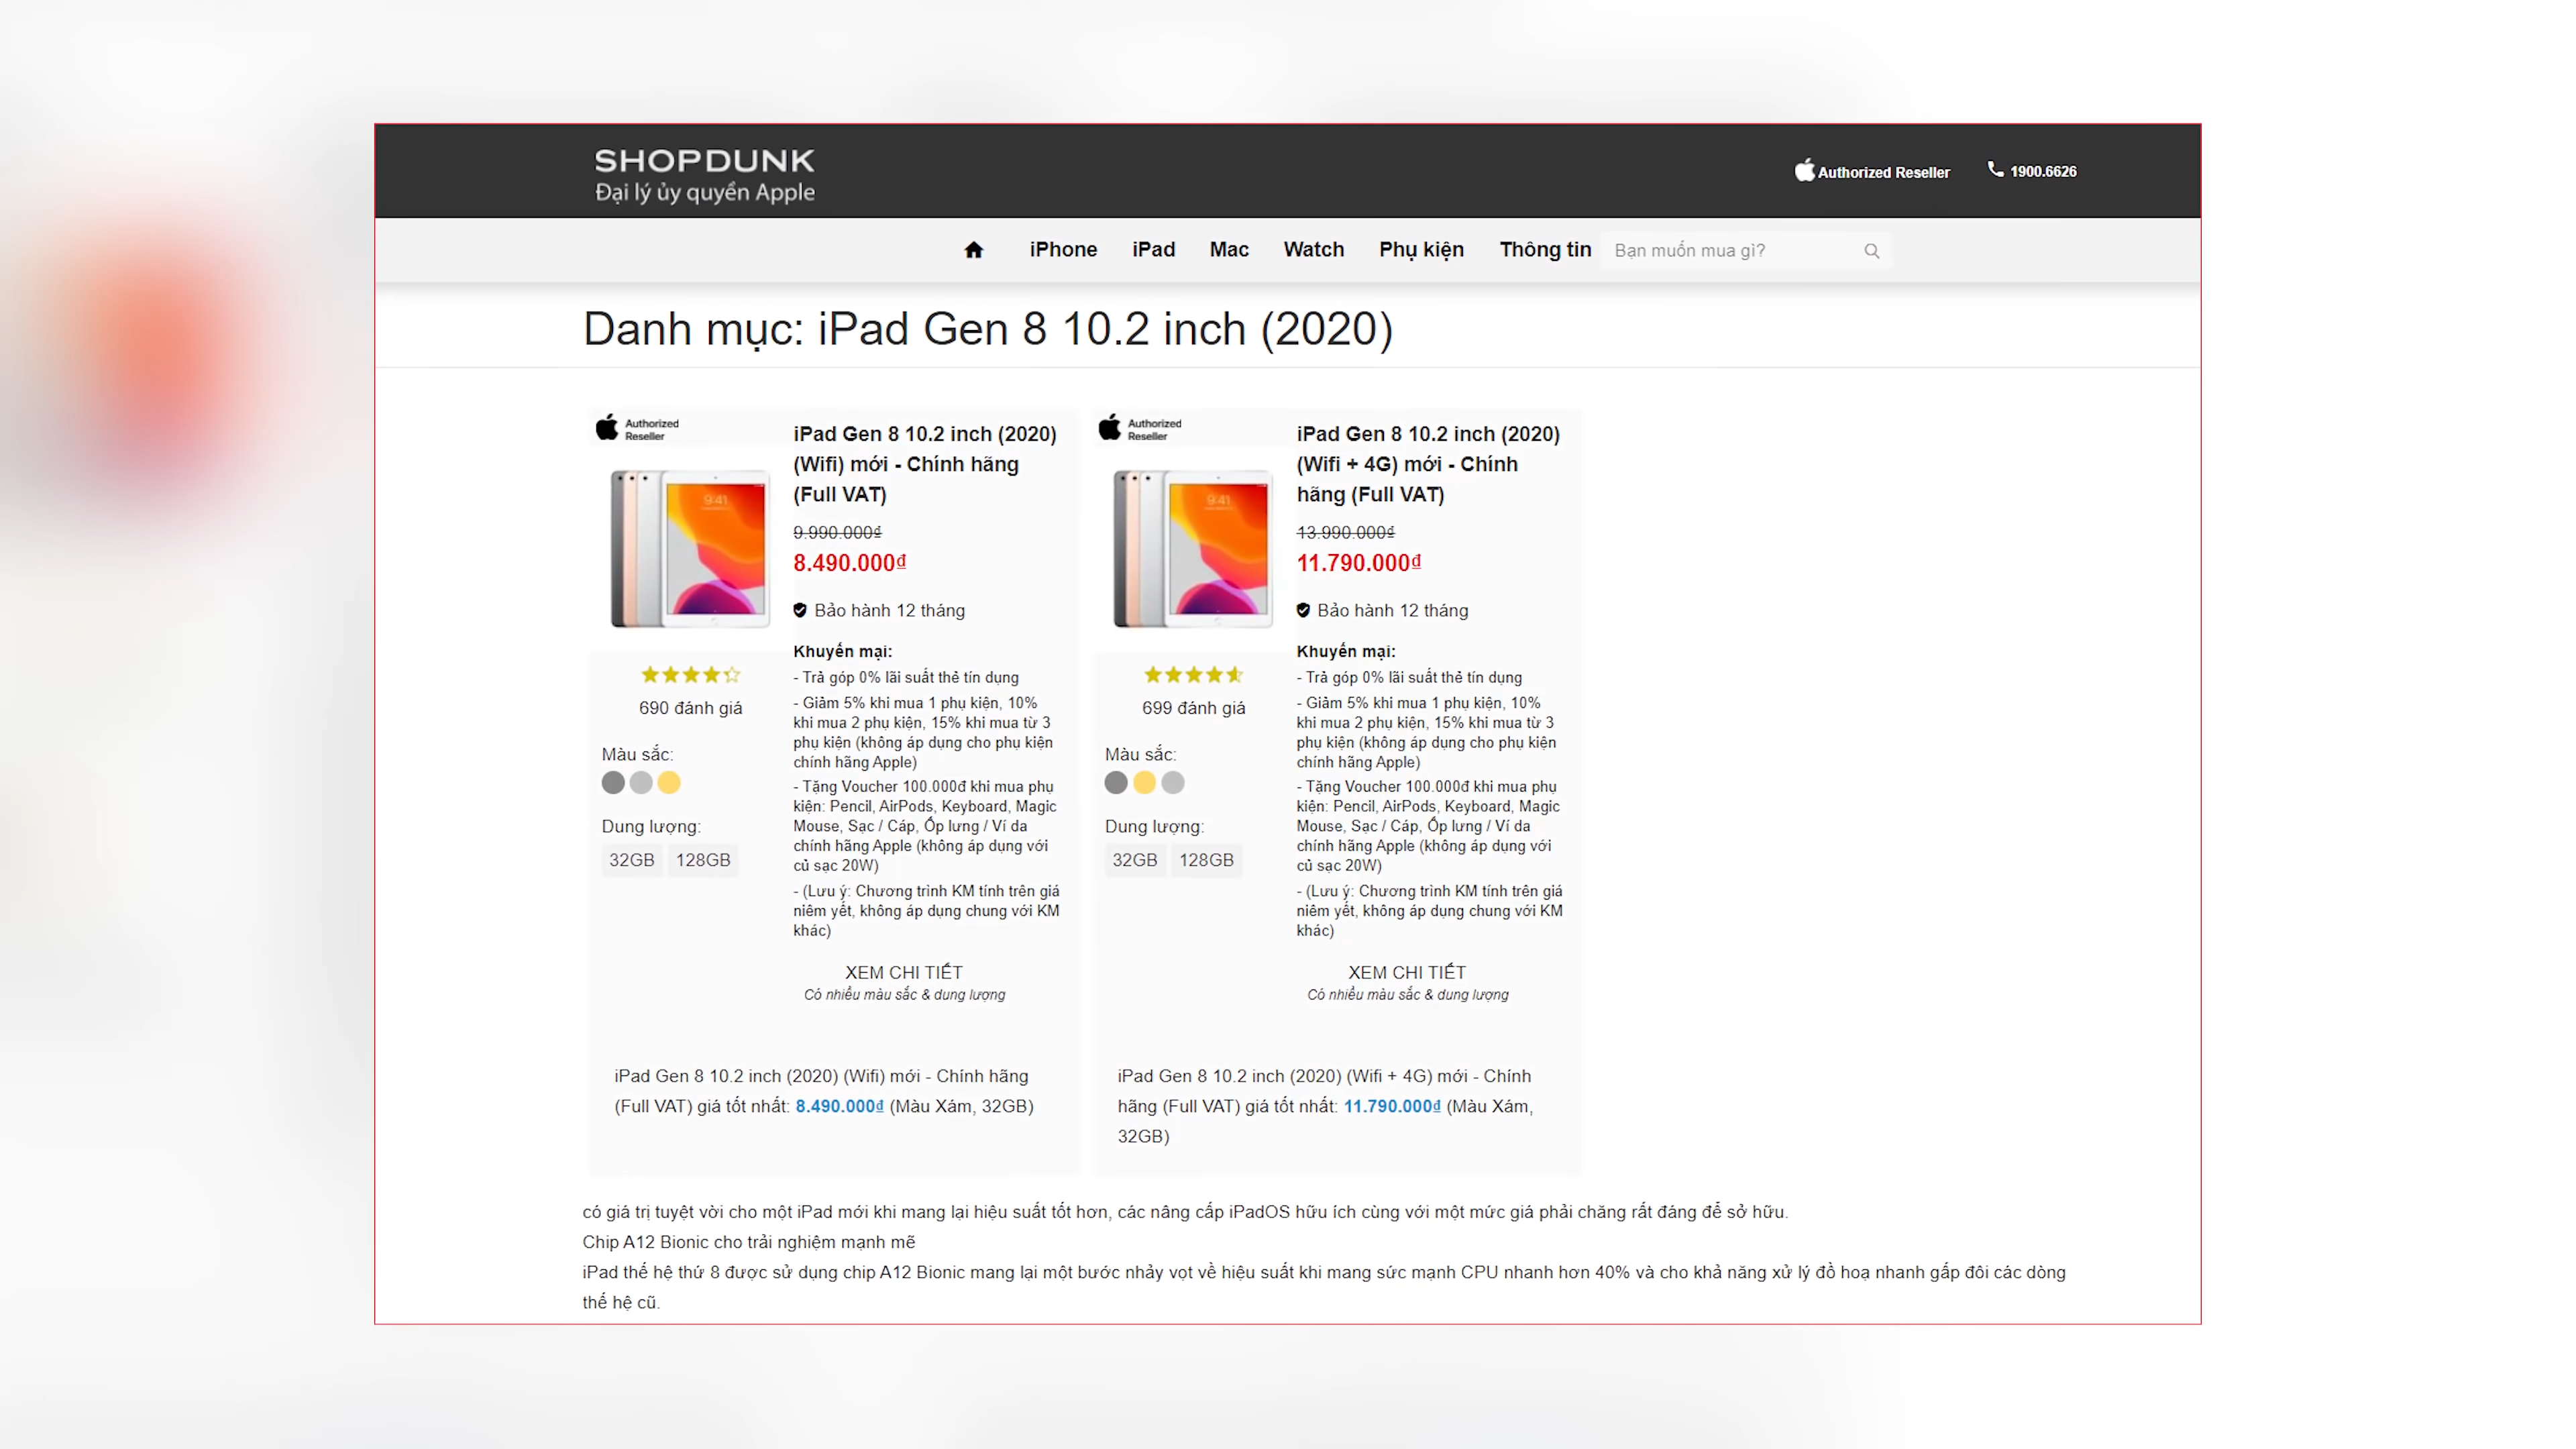 SHOPDUNK
Đại lý ủy quyền Apple
Authorized Reseller
1900.6626
iPhone iPad Mac Watch Phụ kiện Thông tin Bạn muốn mua gì?
Danh mục: iPad Gen 8 10.2 inch (2020)
Authorized
Reseller
iPad Gen 8 10.2 inch (2020)
(Wifi) mới - Chính hãng
(Full VAT)
9.990.000₫
8.490.000₫
Bảo hành 12 tháng
Khuyến mại:
- Trả góp 0% lãi suất thẻ tín dụng
- Giảm 5% khi mua 1 phụ kiện, 10%
khi mua 2 phụ kiện, 15% khi mua từ 3
phụ kiện (không áp dụng cho phụ kiện
chính hãng Apple)
- Tặng Voucher 100.000đ khi mua phụ
kiện: Pencil, AirPods, Keyboard, Magic
Mouse, Sạc / Cáp, Ốp lưng / Ví da
chính hãng Apple (không áp dụng với
củ sạc 20W)
- (Lưu ý: Chương trình KM tính trên giá
niêm yết, không áp dụng chung với KM
khác)
XEM CHI TIẾT
Có nhiều màu sắc & dung lượng
9:41
690 đánh giá
Màu sắc:
Dung lượng:
32GB 128GB
iPad Gen 8 10.2 inch (2020) (Wifi) mới - Chính hãng
(Full VAT) giá tốt nhất: 8.490.000₫ (Màu Xám, 32GB)
Authorized
Reseller
iPad Gen 8 10.2 inch (2020)
(Wifi + 4G) mới - Chính
hãng (Full VAT)
13.990.000₫
11.790.000₫
Bảo hành 12 tháng
Khuyến mại:
- Trả góp 0% lãi suất thẻ tín dụng
- Giảm 5% khi mua 1 phụ kiện, 10%
khi mua 2 phụ kiện, 15% khi mua từ 3
phụ kiện (không áp dụng cho phụ kiện
chính hãng Apple)
- Tặng Voucher 100.000đ khi mua phụ
kiện: Pencil, AirPods, Keyboard, Magic
Mouse, Sạc / Cáp, Ốp lưng / Ví da
chính hãng Apple (không áp dụng với
củ sạc 20W)
- (Lưu ý: Chương trình KM tính trên giá
niêm yết, không áp dụng chung với KM
khác)
XEM CHI TIẾT
Có nhiều màu sắc & dung lượng
9:41
699 đánh giá
Màu sắc:
Dung lượng:
32GB 128GB
iPad Gen 8 10.2 inch (2020) (Wifi + 4G) mới - Chính
hãng (Full VAT) giá tốt nhất: 11.790.000₫ (Màu Xám,
32GB)
có giá trị tuyệt vời cho một iPad mới khi mang lại hiệu suất tốt hơn, các nâng cấp iPadOS hữu ích cùng với một mức giá phải chăng rất đáng để sở hữu.
Chip A12 Bionic cho trải nghiệm mạnh mẽ
iPad thế hệ thứ 8 được sử dụng chip A12 Bionic mang lại một bước nhảy vọt về hiệu suất khi mang sức mạnh CPU nhanh hơn 40% và cho khả năng xử lý đồ hoạ nhanh gấp đôi các dòng
thế hệ cũ.